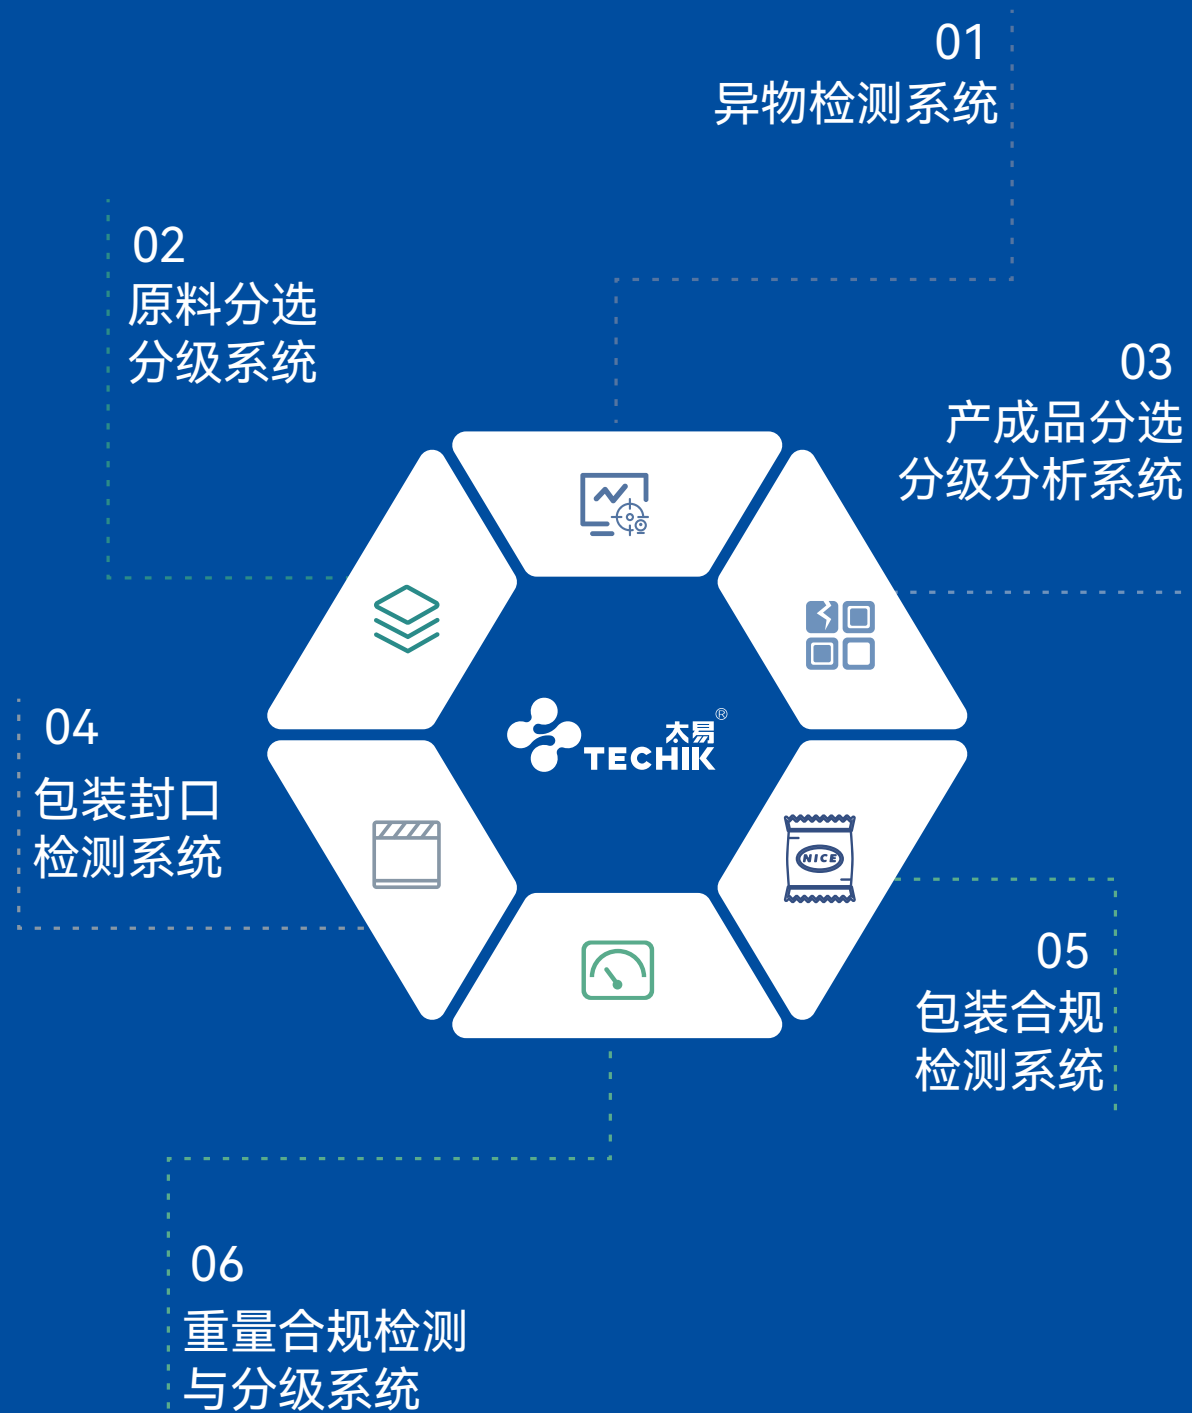 01
异物检测系统
02
原料分选
分级系统
03
产成品分选
分级分析系统
太易®
TECHIK
04
包装封口
检测系统
NICE
05
包装合规
检测系统
06
重量合规检测
与分级系统